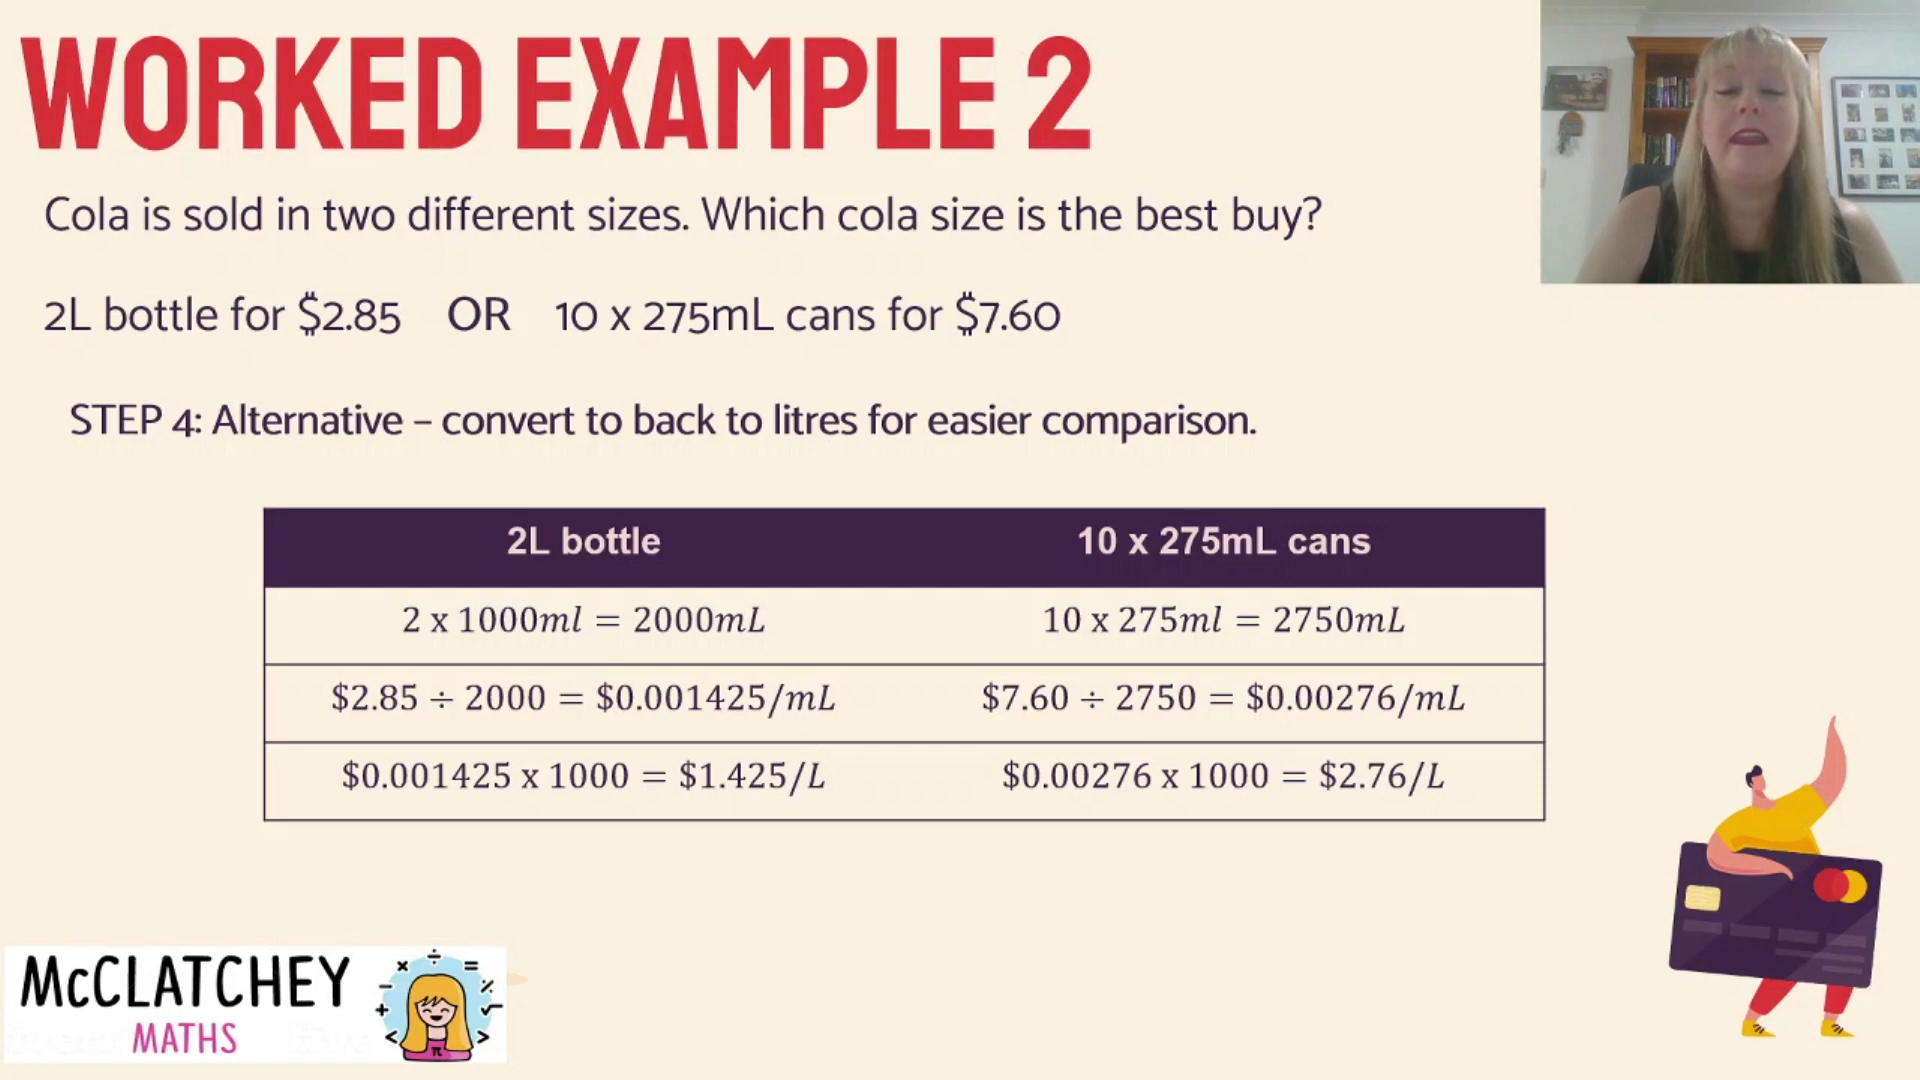 WORKED EXAMPLE 2
Cola is sold in two different sizes. Which cola size is the best buy?
2L bottle for $2.85 OR 10 x 275mL cans for $7.60
STEP 4: Alternative – convert to back to litres for easier comparison.
2L bottle 10 x 275mL cans
2 x 1000ml = 2000mL 10 x 275ml = 2750mL
$2.85 ÷ 2000 = $0.001425/mL $7.60 ÷ 2750 = $0.00276/mL
$0.001425 x 1000 = $1.425/L $0.00276 x 1000 = $2.76/L
McCLATCHEY
MATHS